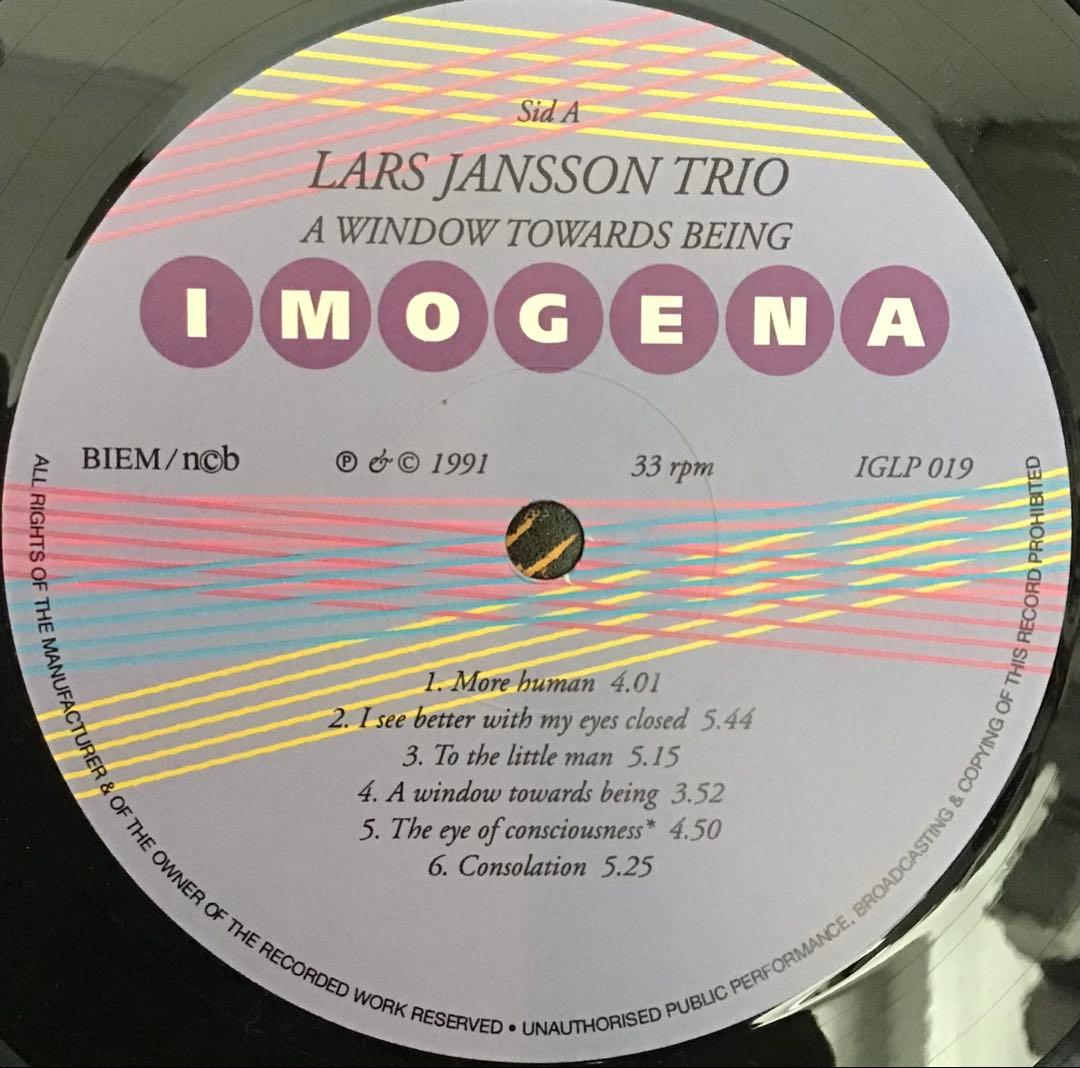 Sid A
LARS JANSSON TRIO
A WINDOW TOWARDS BEING
IMOGENA
BIEM/n©b ℗ & © 1991 33 rpm IGLP 019
1. More human 4.01
2. I see better with my eyes closed 5.44
3. To the little man 5.15
4. A window towards being 3.52
5. The eye of consciousness* 4.50
6. Consolation 5.25
ALL RIGHTS OF THE MANUFACTURER & OF THE OWNER OF THE RECORDED WORK RESERVED • UNAUTHORISED PUBLIC PERFORMANCE, BROADCASTING & COPYING OF THIS RECORD PROHIBITED